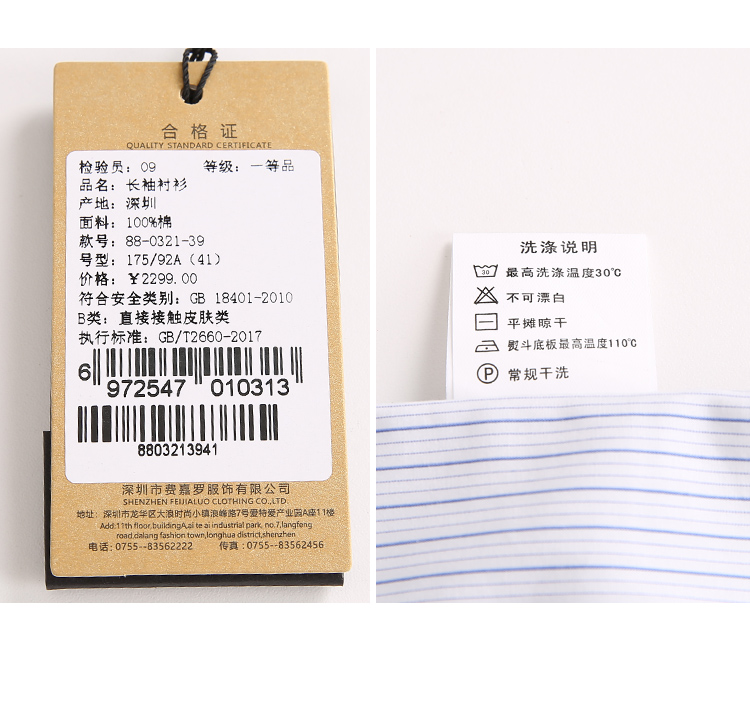 合格证
QUALITY STANDARD CERTIFICATE
检验员: 09 等级: 一等品
品名: 长袖衬衫
产地: 深圳
面料: 100%棉
款号: 88-0321-39
号型: 175/92A (41)
价格: ¥2299.00
符合安全类别: GB 18401-2010
B类: 直接接触皮肤类
执行标准: GB/T2660-2017
6 972547 010313
8803213941
深圳市费嘉罗服饰有限公司
SHENZHEN FEIJIALUO CLOTHING CO.,LTD.
地址: 深圳市龙华区大浪时尚小镇浪峰路7号爱特爱产业园A座11楼
Add:11th floor,buildingA,ai te ai industrial park, no.7,langfeng
road,dalang fashion town,longhua district,shenzhen
电话: 0755--83562222 传真: 0755--83562456
洗涤说明
30 最高洗涤温度30℃
不可漂白
平摊晾干
熨斗底板最高温度110℃
P 常规干洗